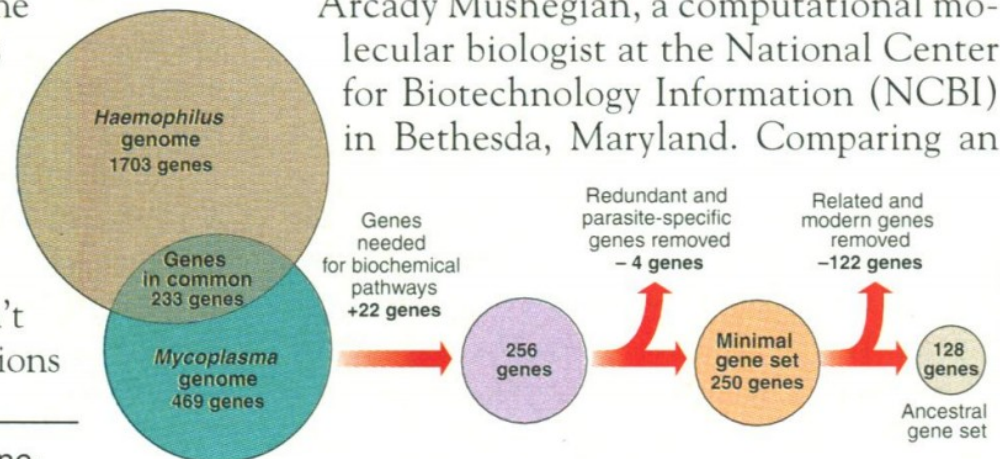 ne
Arcady Mushegian, a computational mo-
lecular biologist at the National Center
for Biotechnology Information (NCBI)
in Bethesda, Maryland. Comparing an
't
ions
Haemophilus
genome
1703 genes
Genes
in common
233 genes
Mycoplasma
genome
469 genes
Genes
needed
for biochemical
pathways
+22 genes
256
genes
Redundant and
parasite-specific
genes removed
– 4 genes
Minimal
gene set
250 genes
Related and
modern genes
removed
–122 genes
128
genes
Ancestral
gene set